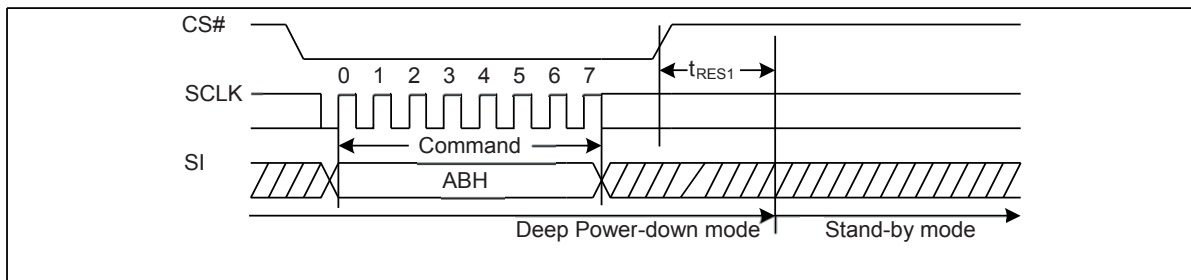 CS#
tRES1
0 1 2 3 4 5 6 7
SCLK
Command
SI
ABH
Deep Power-down mode Stand-by mode